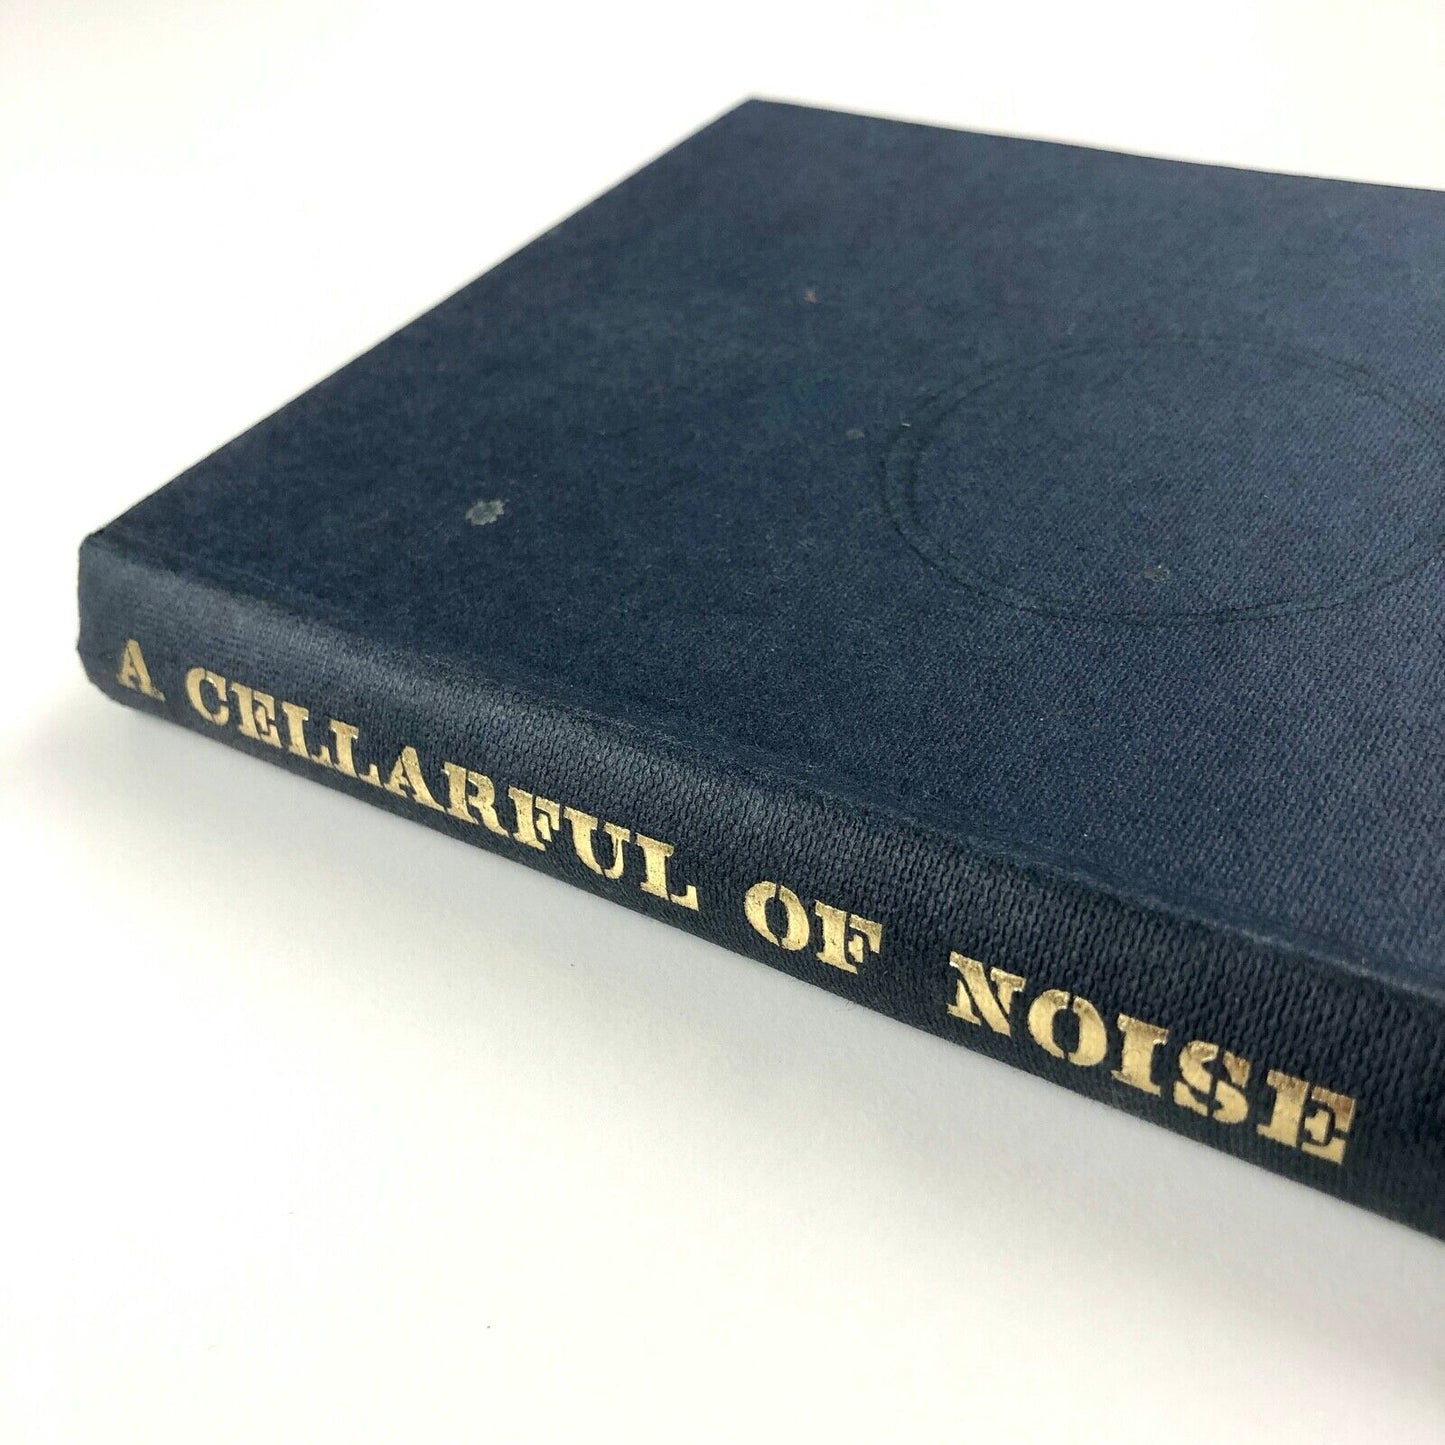 A CELLARFUL OF NOISE